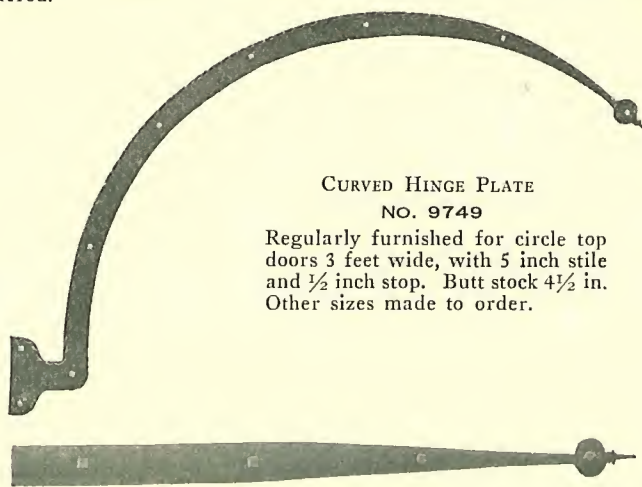 CURVED HINGE PLATE
NO. 9749
Regularly furnished for circle top
doors 3 feet wide, with 5 inch stile
and ½ inch stop. Butt stock 4½ in.
Other sizes made to order.